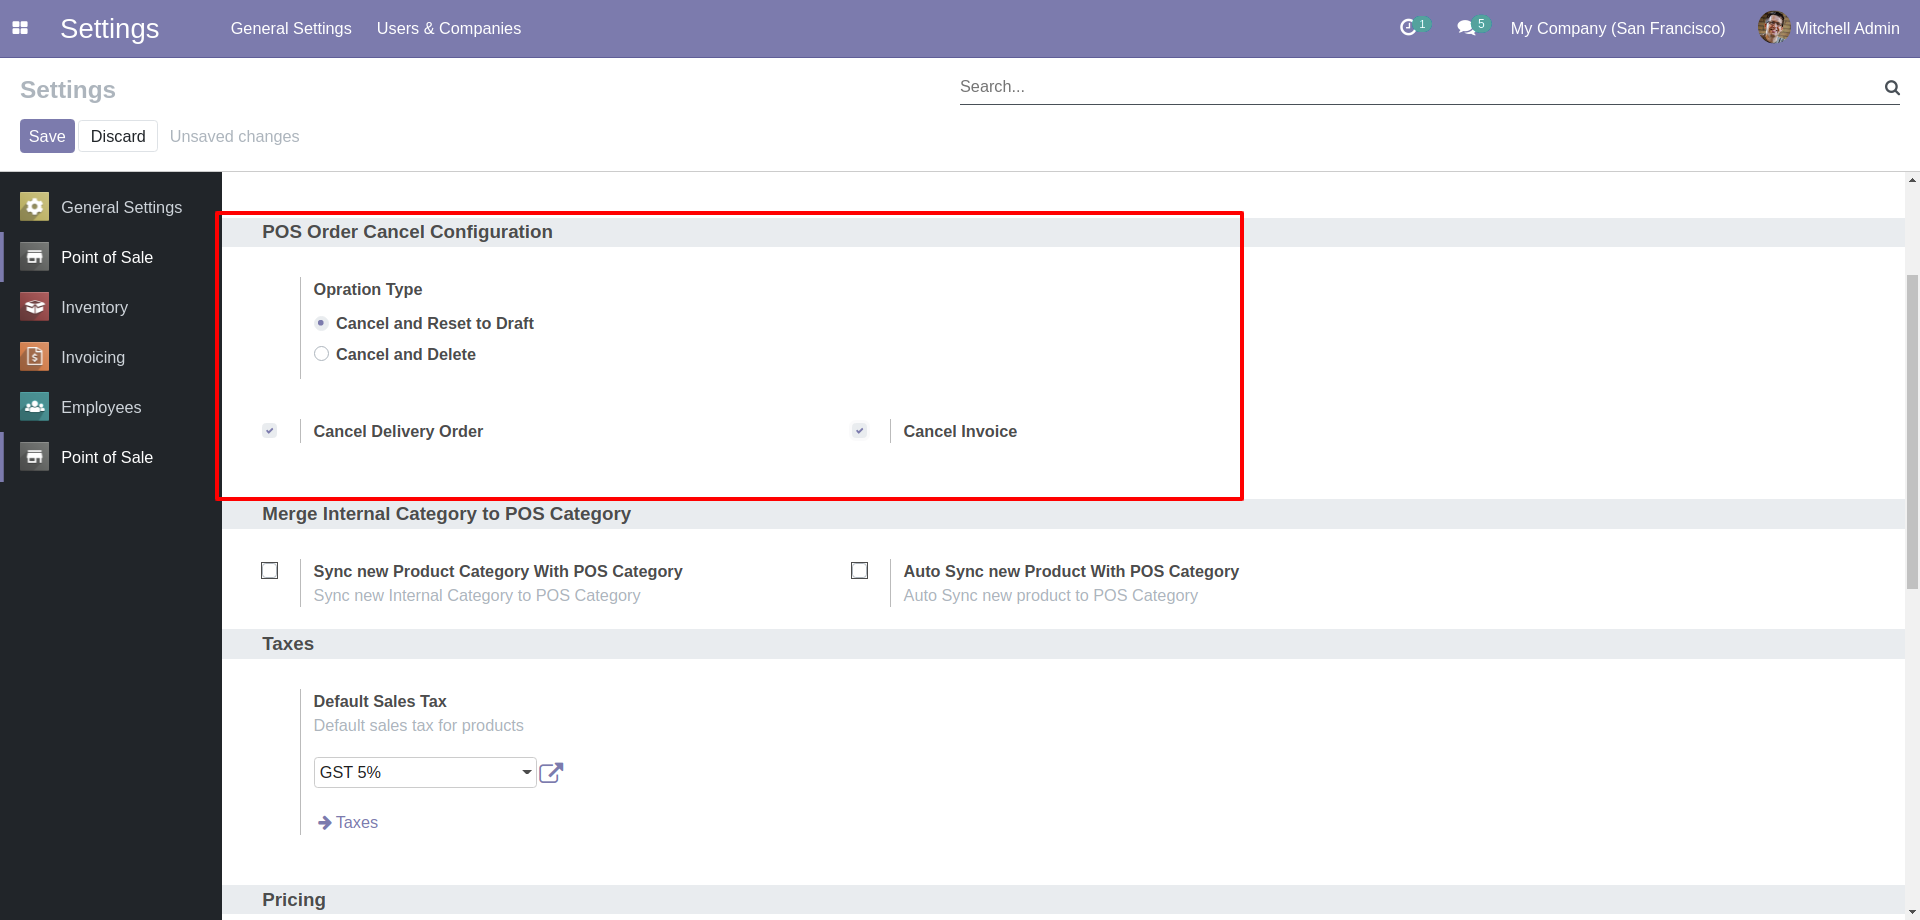 Settings
General Settings
Users & Companies
1
5
My Company (San Francisco)
Mitchell Admin
Settings
Search...
Save
Discard
Unsaved changes
General Settings
Point of Sale
Inventory
Invoicing
Employees
Point of Sale
POS Order Cancel Configuration
Opration Type
Cancel and Reset to Draft
Cancel and Delete
Cancel Delivery Order
Cancel Invoice
Merge Internal Category to POS Category
Sync new Product Category With POS Category
Sync new Internal Category to POS Category
Auto Sync new Product With POS Category
Auto Sync new product to POS Category
Taxes
Default Sales Tax
Default sales tax for products
GST 5%
Taxes
Pricing